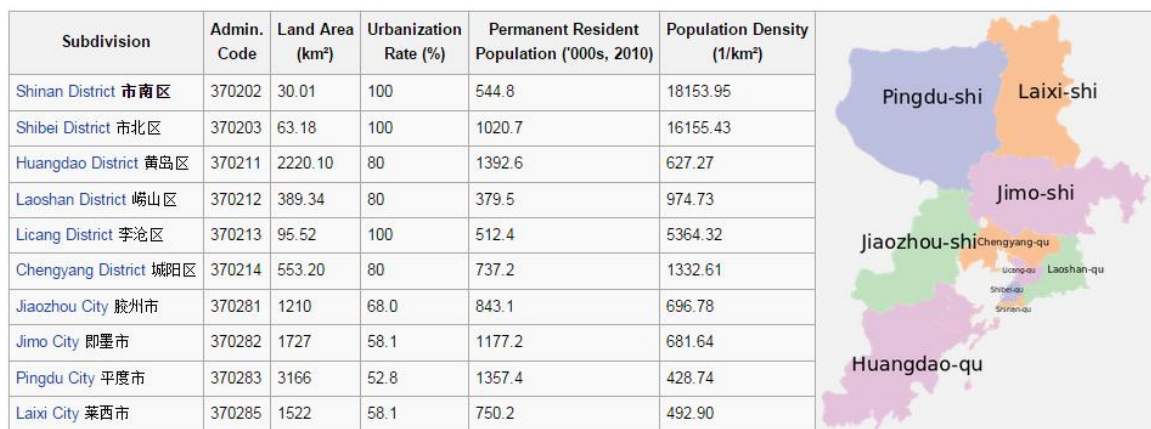 Subdivision Admin. Code Land Area (km²) Urbanization Rate (%) Permanent Resident Population ('000s, 2010) Population Density (1/km²)
Shinan District 市南区 370202 30.01 100 544.8 18153.95
Shibei District 市北区 370203 63.18 100 1020.7 16155.43
Huangdao District 黄岛区 370211 2220.10 80 1392.6 627.27
Laoshan District 崂山区 370212 389.34 80 379.5 974.73
Licang District 李沧区 370213 95.52 100 512.4 5364.32
Chengyang District 城阳区 370214 553.20 80 737.2 1332.61
Jiaozhou City 胶州市 370281 1210 68.0 843.1 696.78
Jimo City 即墨市 370282 1727 58.1 1177.2 681.64
Pingdu City 平度市 370283 3166 52.8 1357.4 428.74
Laixi City 莱西市 370285 1522 58.1 750.2 492.90
Pingdu-shi
Laixi-shi
Jimo-shi
Jiaozhou-shi
Chengyang-qu
Licang-qu
Laoshan-qu
Shibei-qu
Shinan-qu
Huangdao-qu